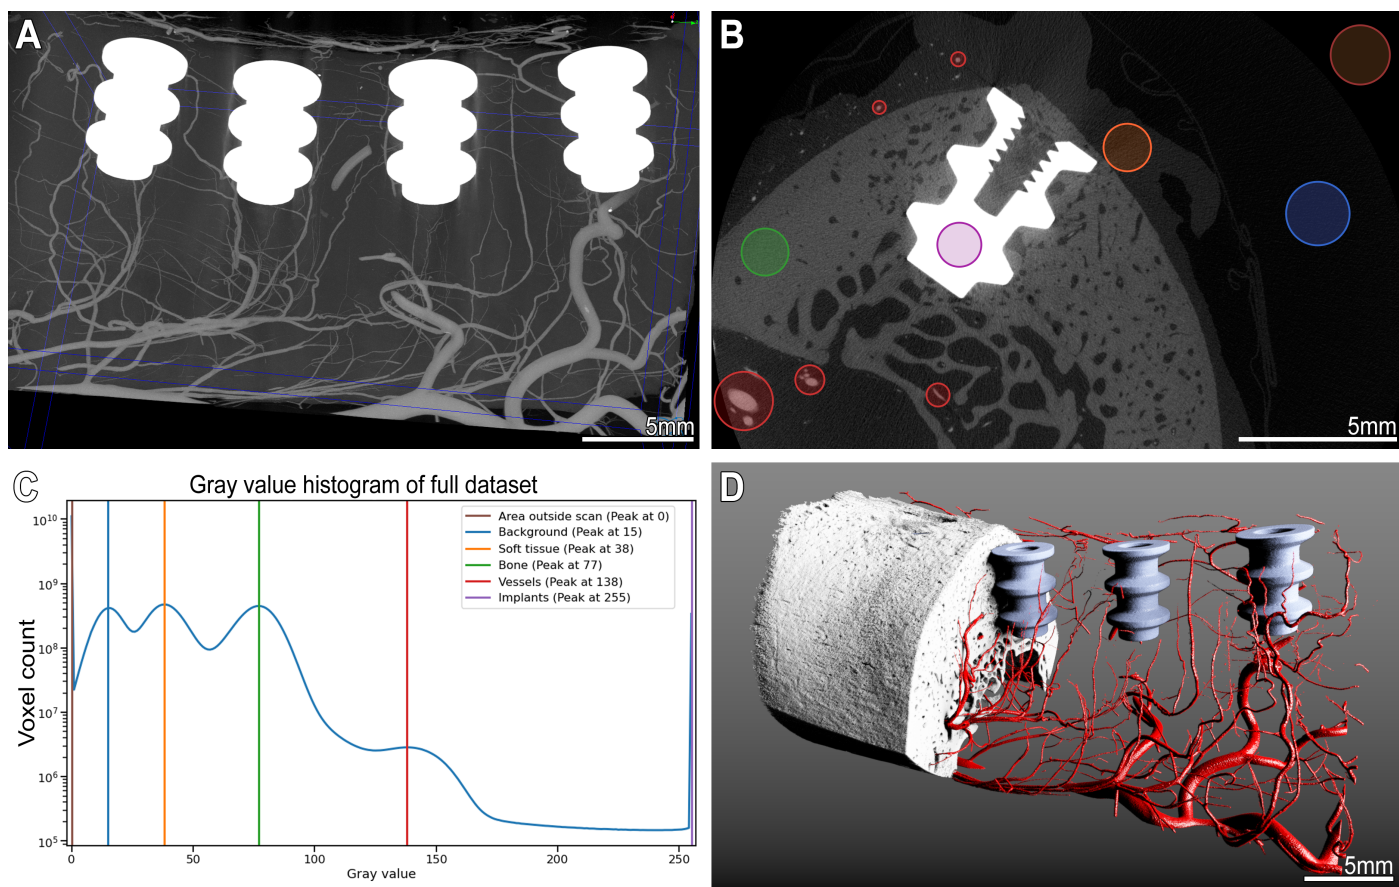 A
5mm
B
5mm
C
Gray value histogram of full dataset
Area outside scan (Peak at 0)
Background (Peak at 15)
Soft tissue (Peak at 38)
Bone (Peak at 77)
Vessels (Peak at 138)
Implants (Peak at 255)
Voxel count
10¹⁰
10⁹
10⁸
10⁷
10⁶
10⁵
0 50 100 150 200 250
Gray value
D
5mm